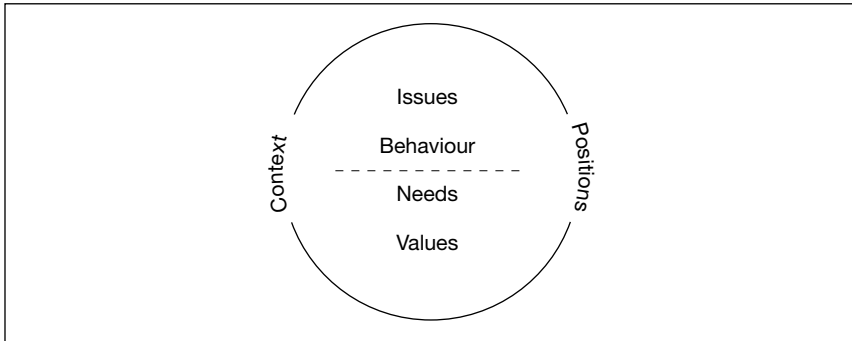 Issues
Behaviour
Context
Positions
Needs
Values